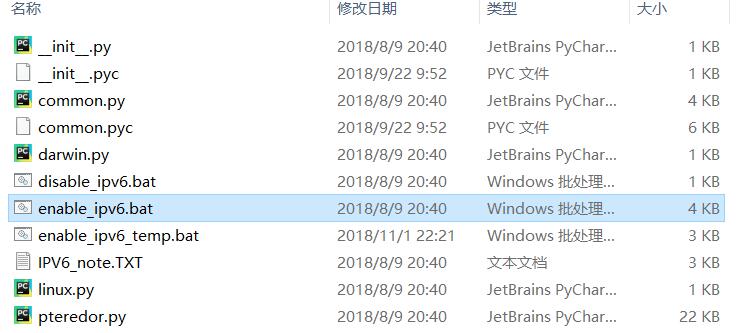 名称 修改日期 类型 大小
__init__.py 2018/8/9 20:40 JetBrains PyChar... 1 KB
__init__.pyc 2018/9/22 9:52 PYC 文件 1 KB
common.py 2018/8/9 20:40 JetBrains PyChar... 4 KB
common.pyc 2018/9/22 9:52 PYC 文件 6 KB
darwin.py 2018/8/9 20:40 JetBrains PyChar... 1 KB
disable_ipv6.bat 2018/8/9 20:40 Windows 批处理... 1 KB
enable_ipv6.bat 2018/8/9 20:40 Windows 批处理... 4 KB
enable_ipv6_temp.bat 2018/11/1 22:21 Windows 批处理... 3 KB
IPV6_note.TXT 2018/8/9 20:40 文本文档 3 KB
linux.py 2018/8/9 20:40 JetBrains PyChar... 1 KB
pteredor.py 2018/8/9 20:40 JetBrains PyChar... 22 KB